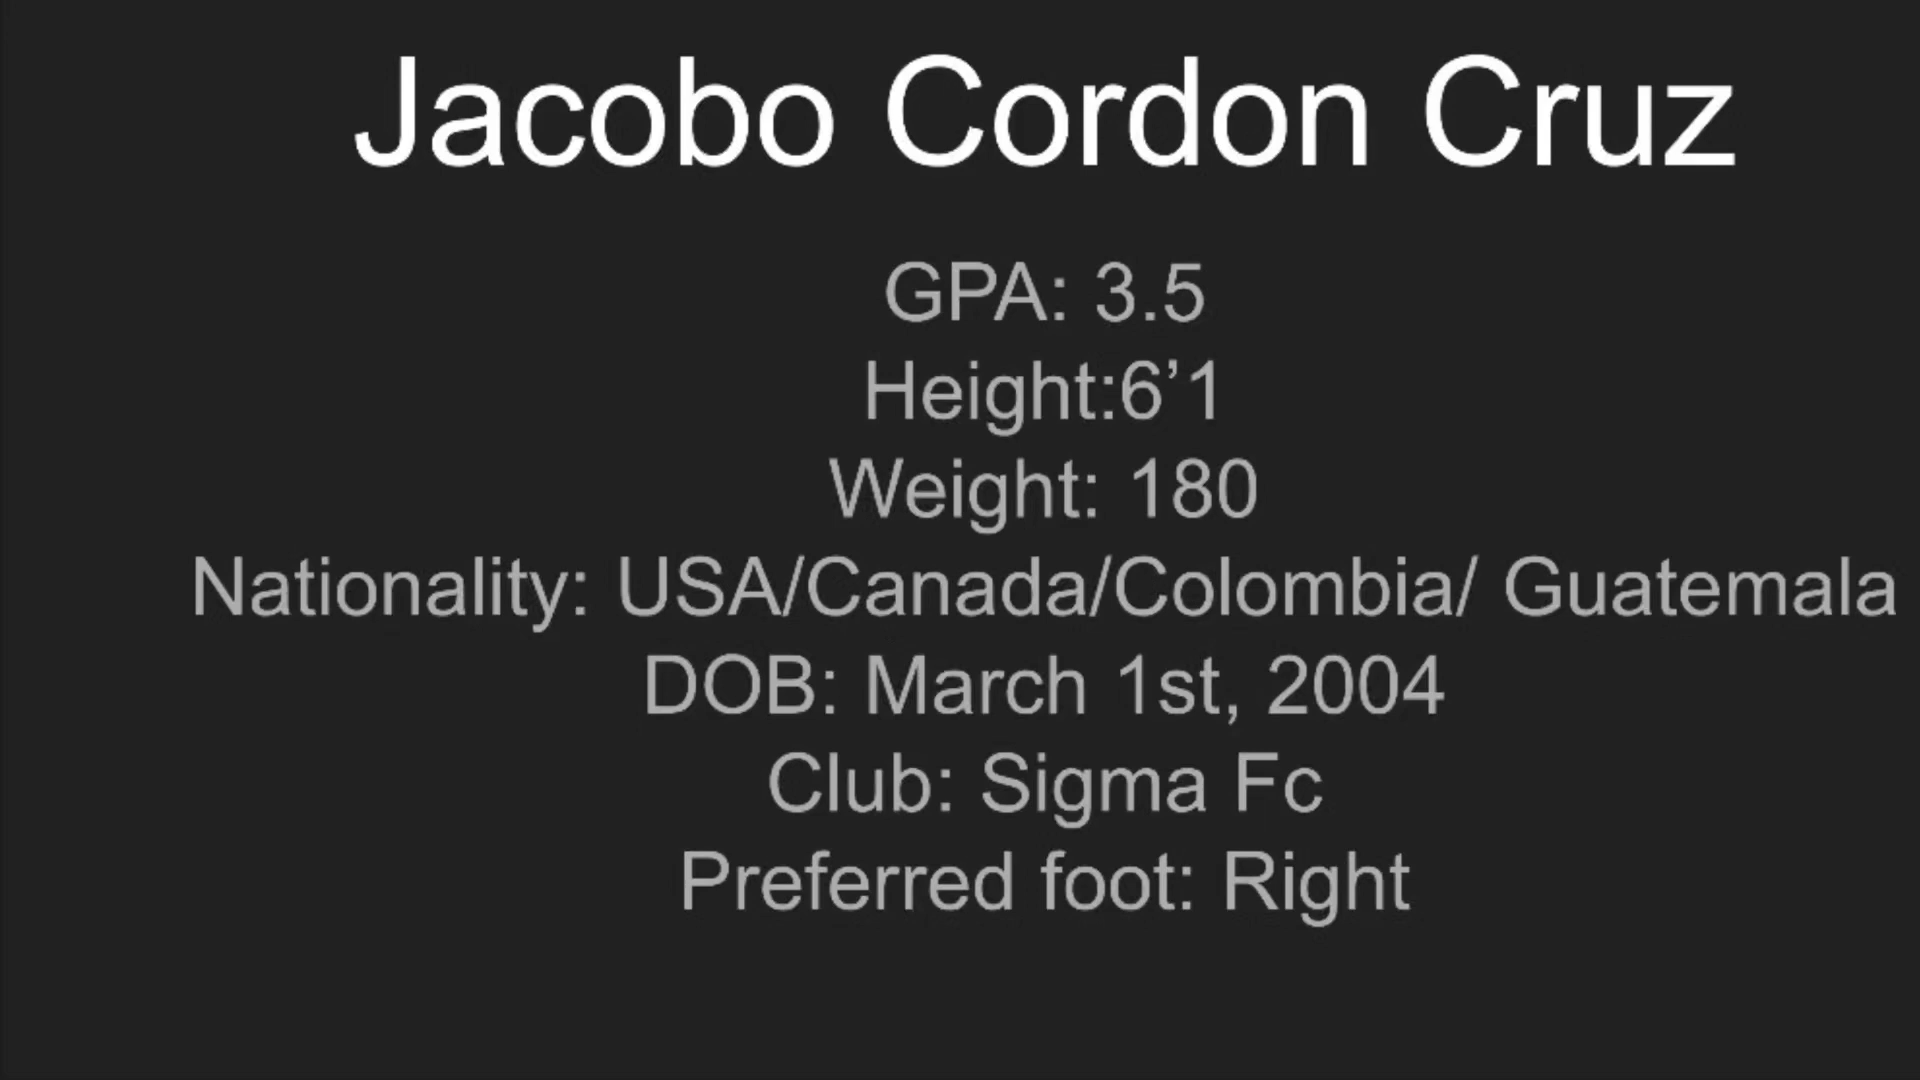 Jacobo Cordon Cruz
GPA: 3.5
Height:6’1
Weight: 180
Nationality: USA/Canada/Colombia/ Guatemala
DOB: March 1st, 2004
Club: Sigma Fc
Preferred foot: Right